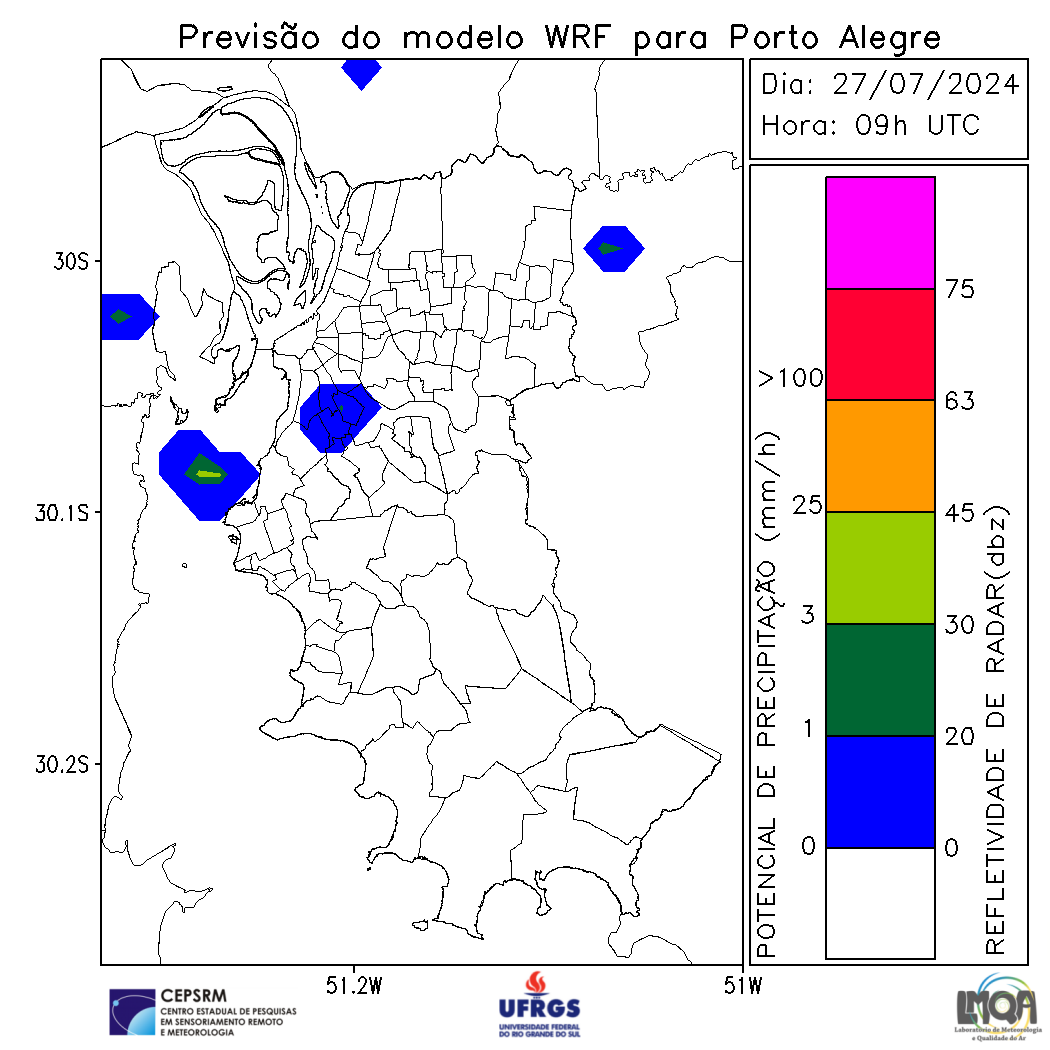 Previsão do modelo WRF para Porto Alegre
Dia: 27/07/2024
Hora: 09h UTC
30S
30.1S
30.2S
51.2W
51W
POTENCIAL DE PRECIPITAÇÃO (mm/h)
>100
25
3
1
0
75
63
45
30
20
0
REFLETIVIDADE DE RADAR(dbz)
CEPSRM
CENTRO ESTADUAL DE PESQUISAS
EM SENSORIAMENTO REMOTO
E METEOROLOGIA
UFRGS
UNIVERSIDADE FEDERAL
DO RIO GRANDE DO SUL
LMQA
Laboratório de Meteorologia
e Qualidade do Ar